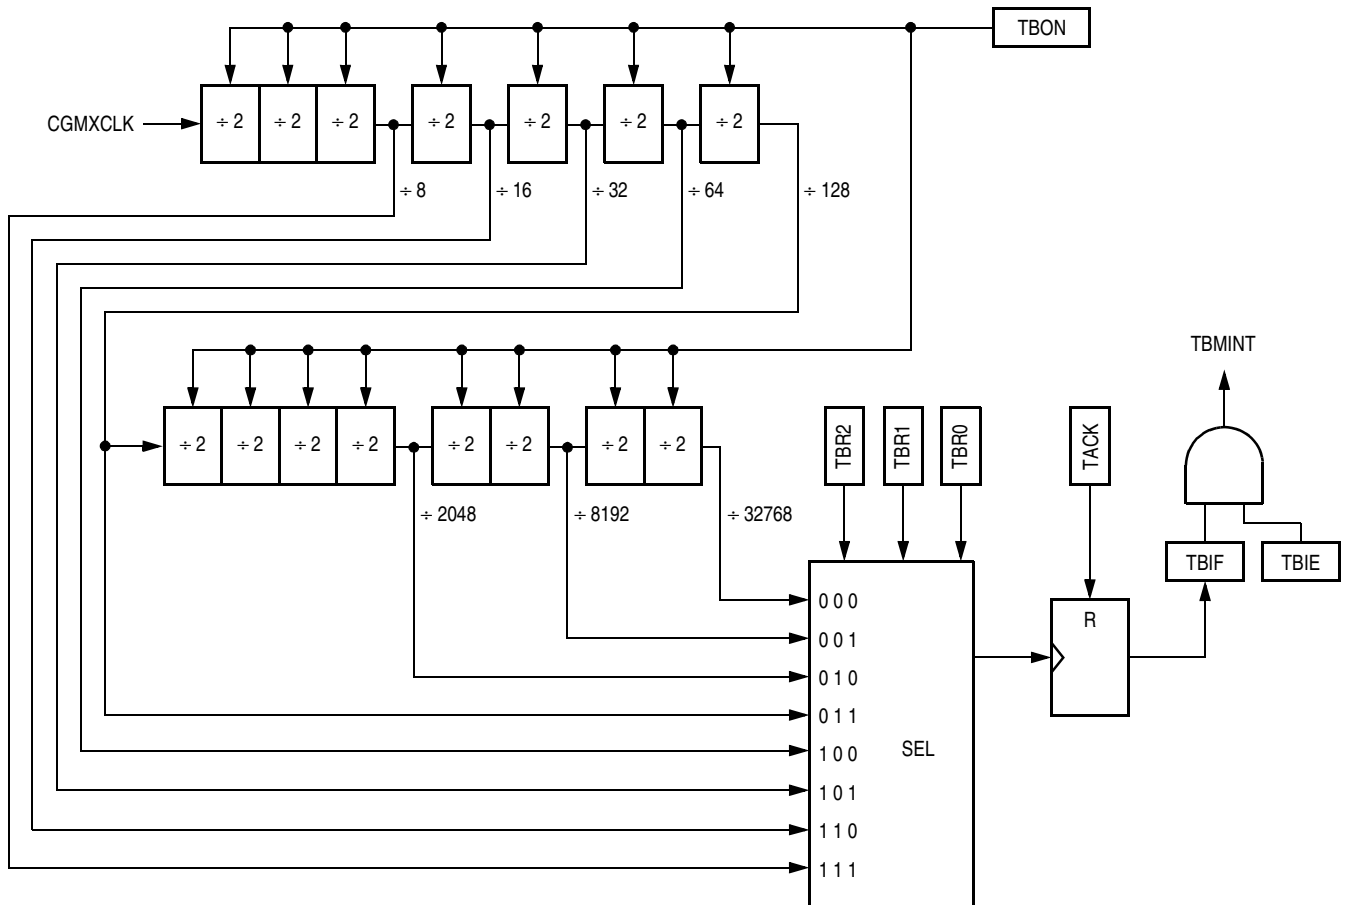 TBON
CGMXCLK
÷ 2
÷ 2
÷ 2
÷ 2
÷ 2
÷ 2
÷ 2
÷ 8
÷ 16
÷ 32
÷ 64
÷ 128
TBMINT
÷ 2
÷ 2
÷ 2
÷ 2
÷ 2
÷ 2
÷ 2
÷ 2
TBR2
TBR1
TBR0
TACK
÷ 2048
÷ 8192
÷ 32768
TBIF
TBIE
0 0 0
R
0 0 1
0 1 0
0 1 1
1 0 0
SEL
1 0 1
1 1 0
1 1 1